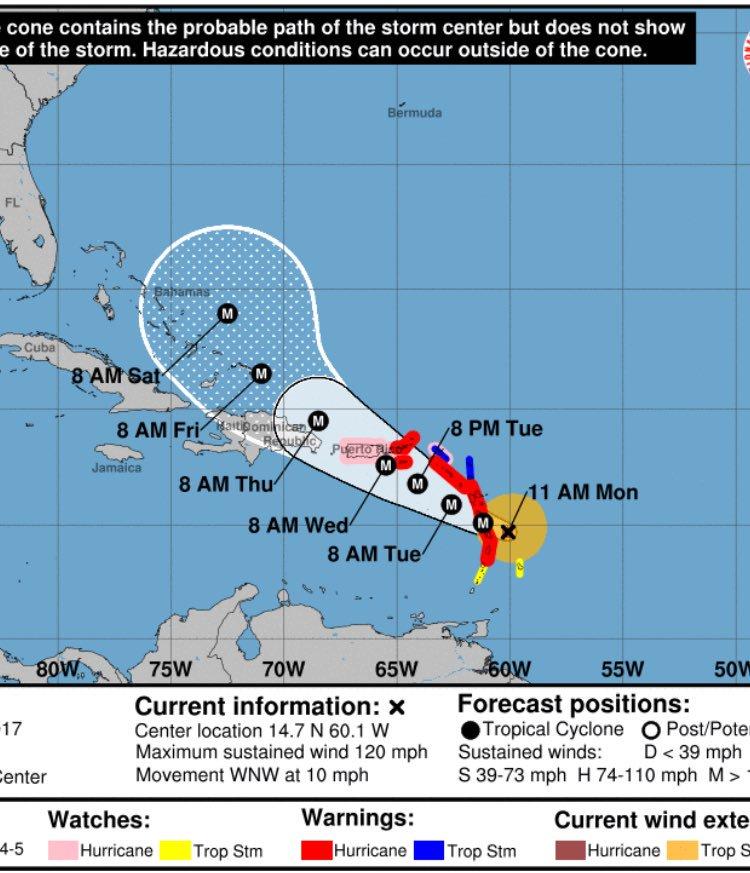 e cone contains the probable path of the storm center but does not show
e of the storm. Hazardous conditions can occur outside of the cone.
Bermuda
FL
Bahamas
Cuba
8 AM Sat
8 AM Fri
Haiti
Dominican
Republic
Puerto Rico
8 PM Tue
Jamaica
8 AM Thu
11 AM Mon
8 AM Wed
8 AM Tue
M
M
M
M
M
M
M
80W 75W 70W 65W 60W 55W 50W
17
Center
Current information: x
Center location 14.7 N 60.1 W
Maximum sustained wind 120 mph
Movement WNW at 10 mph
Forecast positions:
Tropical Cyclone Post/Poten
Sustained winds: D < 39 mph
S 39-73 mph H 74-110 mph M > 1
4-5
Watches:
Hurricane Trop Stm
Warnings:
Hurricane Trop Stm
Current wind exte
Hurricane Trop S